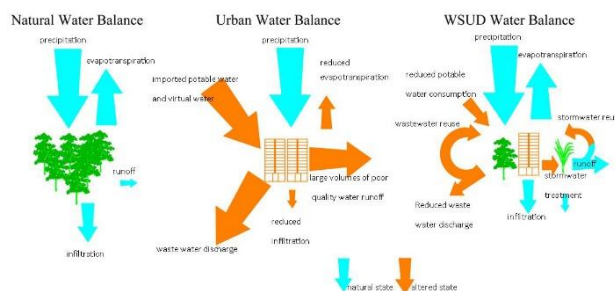 Natural Water Balance
precipitation
evapotranspiration
runoff
infiltration
Urban Water Balance
precipitation
imported potable water
and virtual water
reduced
evapotranspiration
large volumes of poor
quality water runoff
reduced
infiltration
waste water discharge
WSUD Water Balance
precipitation
evapotranspiration
reduced potable
water consumption
wastewater reuse
stormwater reu
runoff
stormwater
treatment
Reduced waste
water discharge
infiltration
natural state
altered state